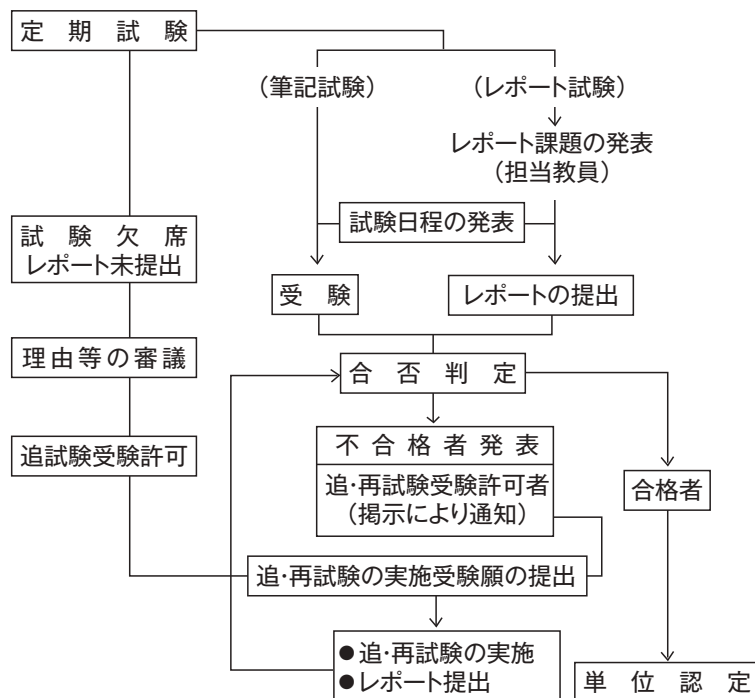 定期試験
（筆記試験）
（レポート試験）
レポート課題の発表
（担当教員）
試験日程の発表
試験欠席
レポート未提出
受験
レポートの提出
理由等の審議
合否判定
追試験受験許可
不合格者発表
追・再試験受験許可者
（掲示により通知）
合格者
追・再試験の実施受験願の提出
●追・再試験の実施
●レポート提出
単位認定